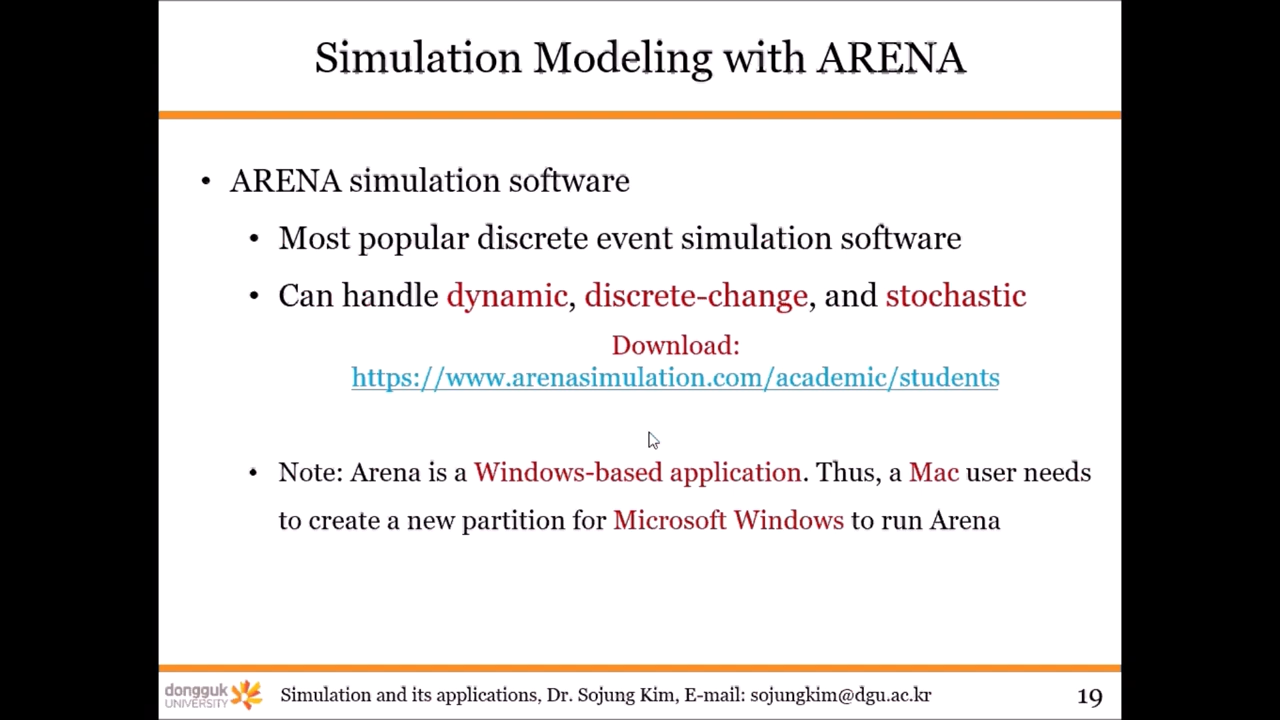 Simulation Modeling with ARENA
• ARENA simulation software
• Most popular discrete event simulation software
• Can handle dynamic, discrete-change, and stochastic
Download:
https://www.arenasimulation.com/academic/students
• Note: Arena is a Windows-based application. Thus, a Mac user needs
to create a new partition for Microsoft Windows to run Arena
dongguk
UNIVERSITY
Simulation and its applications, Dr. Sojung Kim, E-mail: sojungkim@dgu.ac.kr
19